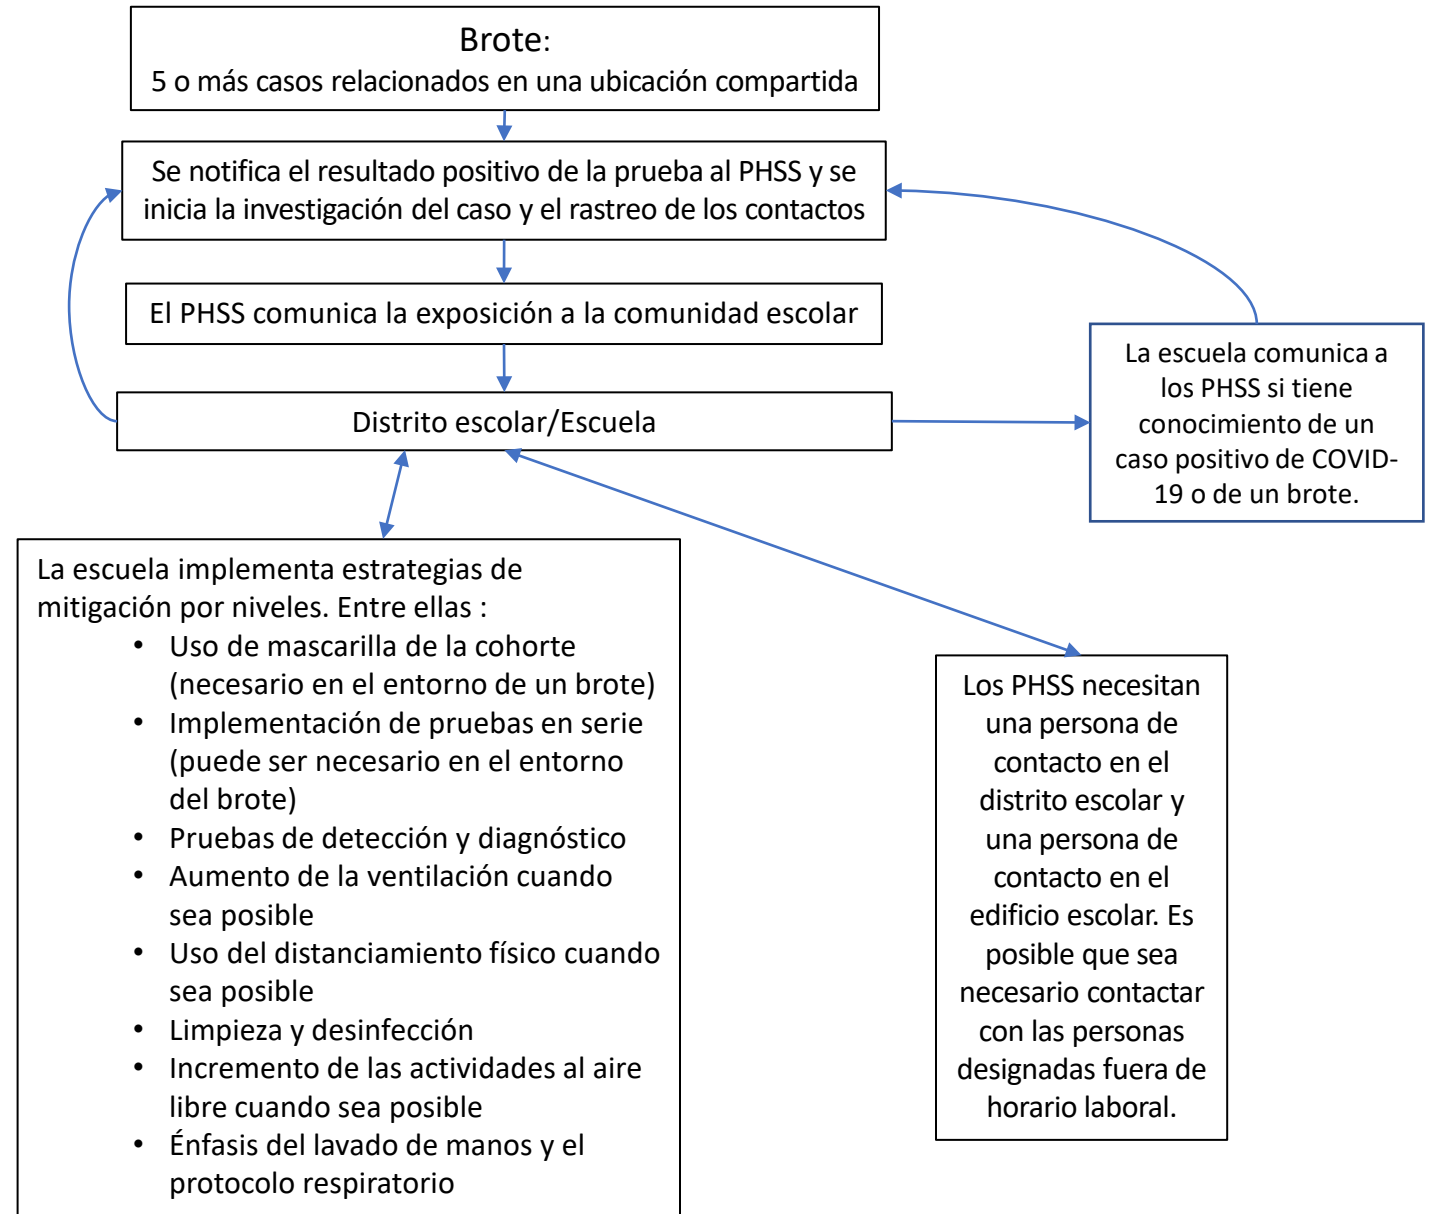 Brote:
5 o más casos relacionados en una ubicación compartida
Se notifica el resultado positivo de la prueba al PHSS y se
inicia la investigación del caso y el rastreo de los contactos
El PHSS comunica la exposición a la comunidad escolar
Distrito escolar/Escuela
La escuela comunica a
los PHSS si tiene
conocimiento de un
caso positivo de COVID-
19 o de un brote.
La escuela implementa estrategias de
mitigación por niveles. Entre ellas :
• Uso de mascarilla de la cohorte
(necesario en el entorno de un brote)
• Implementación de pruebas en serie
(puede ser necesario en el entorno
del brote)
• Pruebas de detección y diagnóstico
• Aumento de la ventilación cuando
sea posible
• Uso del distanciamiento físico cuando
sea posible
• Limpieza y desinfección
• Incremento de las actividades al aire
libre cuando sea posible
• Énfasis del lavado de manos y el
protocolo respiratorio
Los PHSS necesitan
una persona de
contacto en el
distrito escolar y
una persona de
contacto en el
edificio escolar. Es
posible que sea
necesario contactar
con las personas
designadas fuera de
horario laboral.